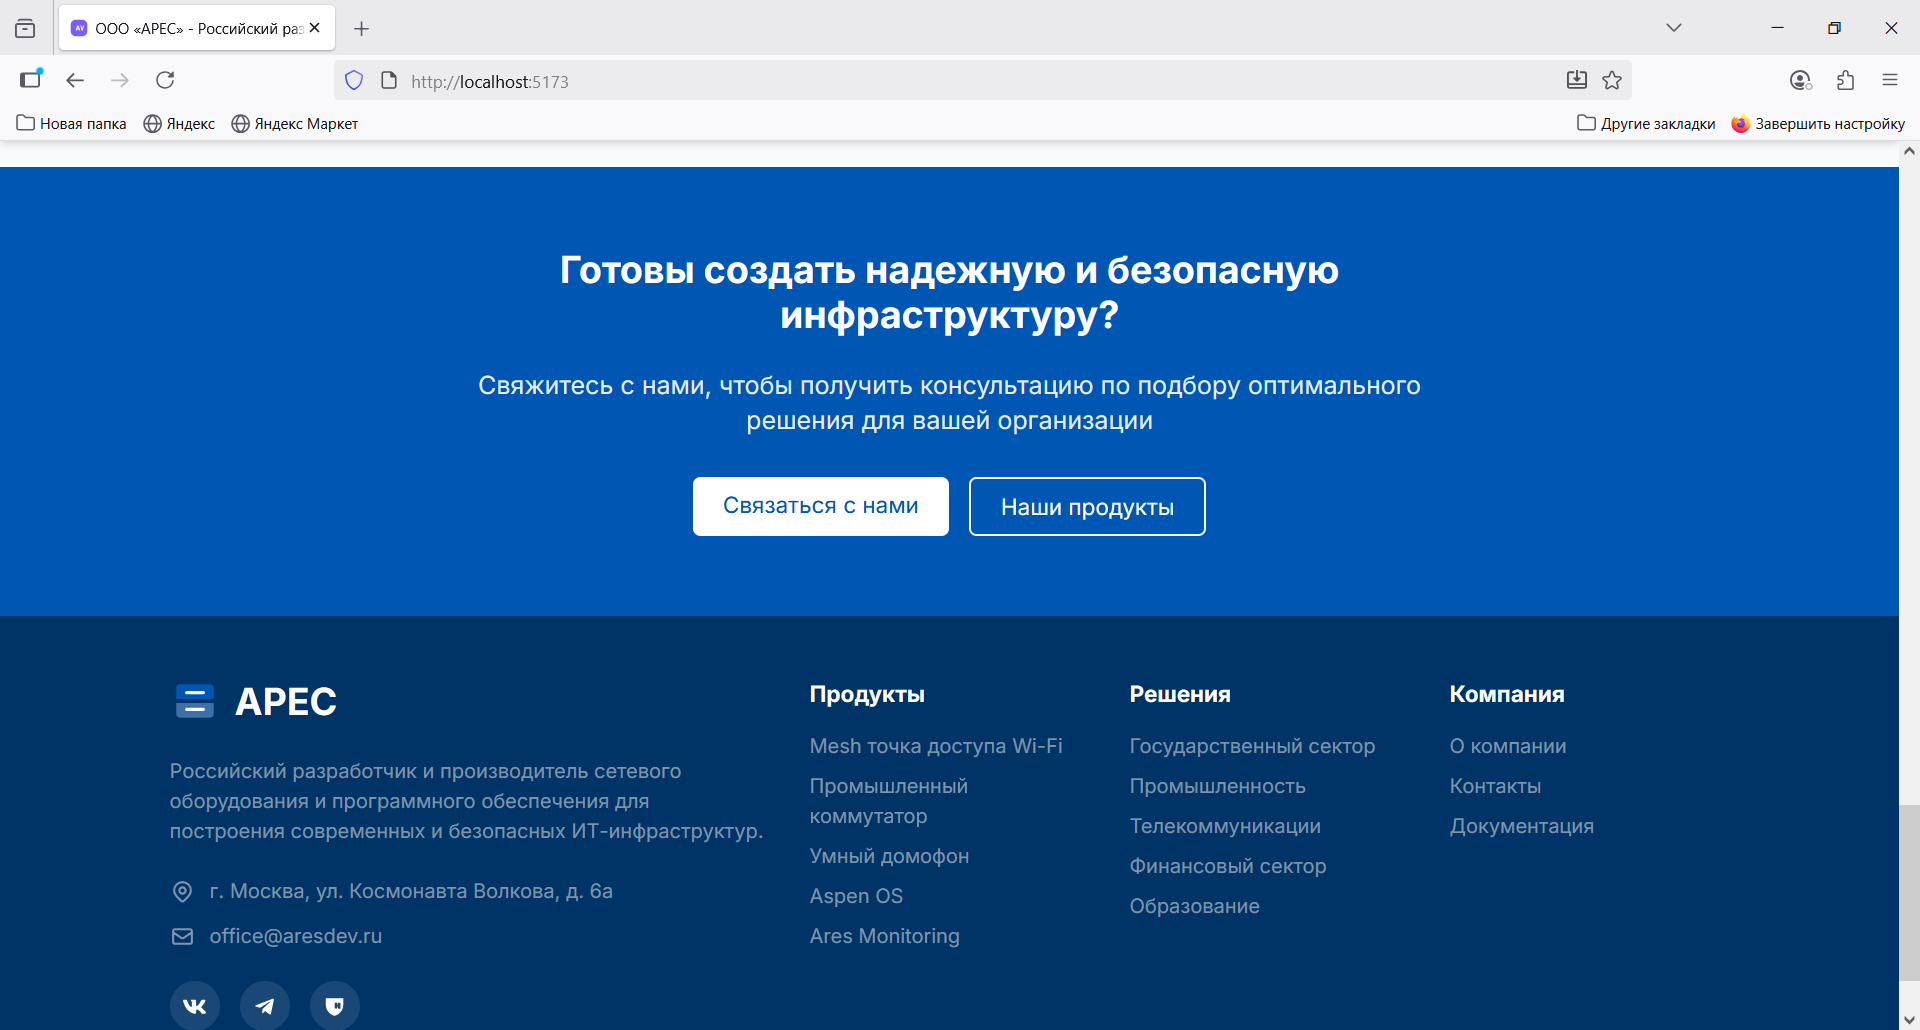 ООО «АРЕС» - Российский раз
http://localhost:5173
Новая папка
Яндекс
Яндекс Маркет
Другие закладки
Завершить настройку
Готовы создать надежную и безопасную
инфраструктуру?
Свяжитесь с нами, чтобы получить консультацию по подбору оптимального
решения для вашей организации
Связаться с нами
Наши продукты
АРЕС
Российский разработчик и производитель сетевого
оборудования и программного обеспечения для
построения современных и безопасных ИТ-инфраструктур.
г. Москва, ул. Космонавта Волкова, д. 6а
office@aresdev.ru
Продукты
Mesh точка доступа Wi-Fi
Промышленный
коммутатор
Умный домофон
Aspen OS
Ares Monitoring
Решения
Государственный сектор
Промышленность
Телекоммуникации
Финансовый сектор
Образование
Компания
О компании
Контакты
Документация